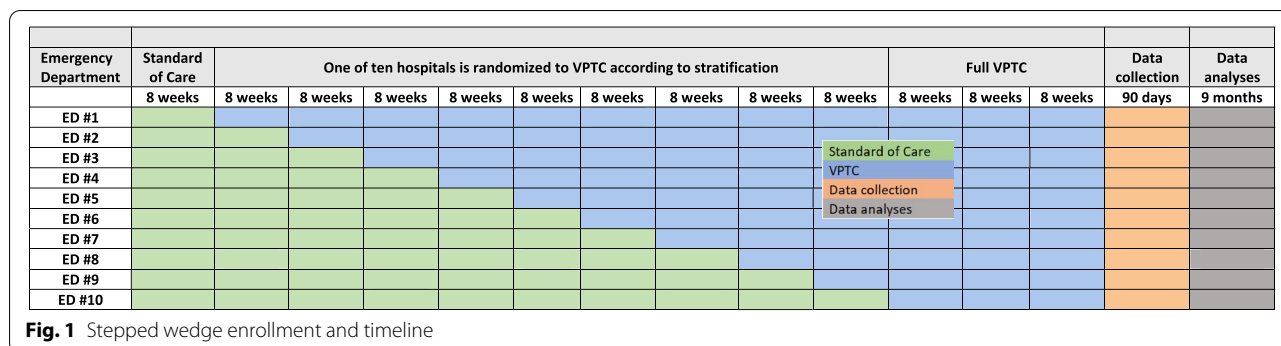 Emergency Department
Standard of Care
One of ten hospitals is randomized to VPTC according to stratification
Full VPTC
Data collection
Data analyses
8 weeks 8 weeks 8 weeks 8 weeks 8 weeks 8 weeks 8 weeks 8 weeks 8 weeks 8 weeks 8 weeks 8 weeks 8 weeks 90 days 9 months
ED #1
ED #2
ED #3
ED #4
ED #5
ED #6
ED #7
ED #8
ED #9
ED #10
Standard of Care
VPTC
Data collection
Data analyses
Fig. 1 Stepped wedge enrollment and timeline